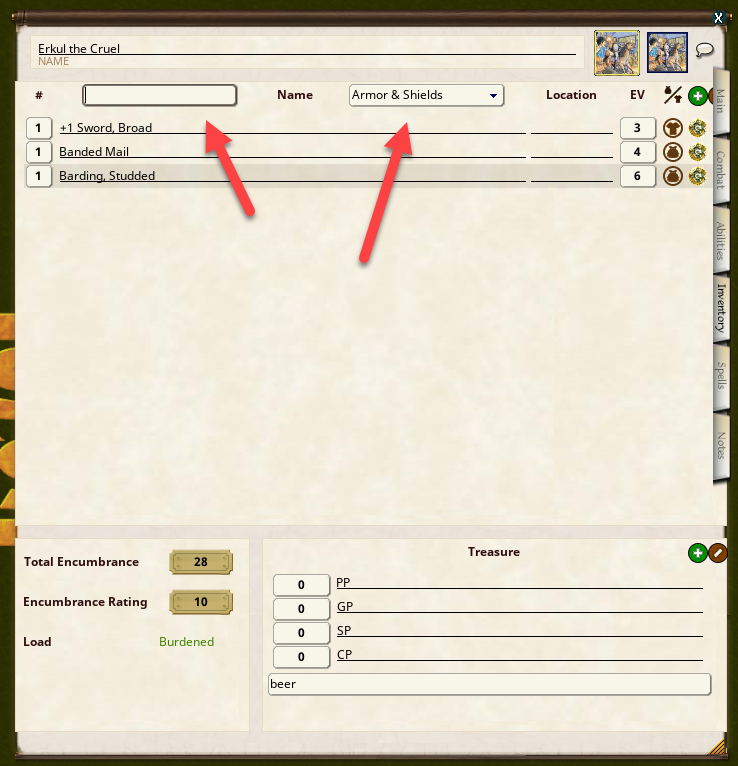 X
Erkul the Cruel
NAME
# Name Armor & Shields Location EV
1 +1 Sword, Broad 3
1 Banded Mail 4
1 Barding, Studded 6
Main
Combat
Abilities
Inventory
Spells
Notes
Total Encumbrance 28
Encumbrance Rating 10
Load Burdened
Treasure
0 PP
0 GP
0 SP
0 CP
beer